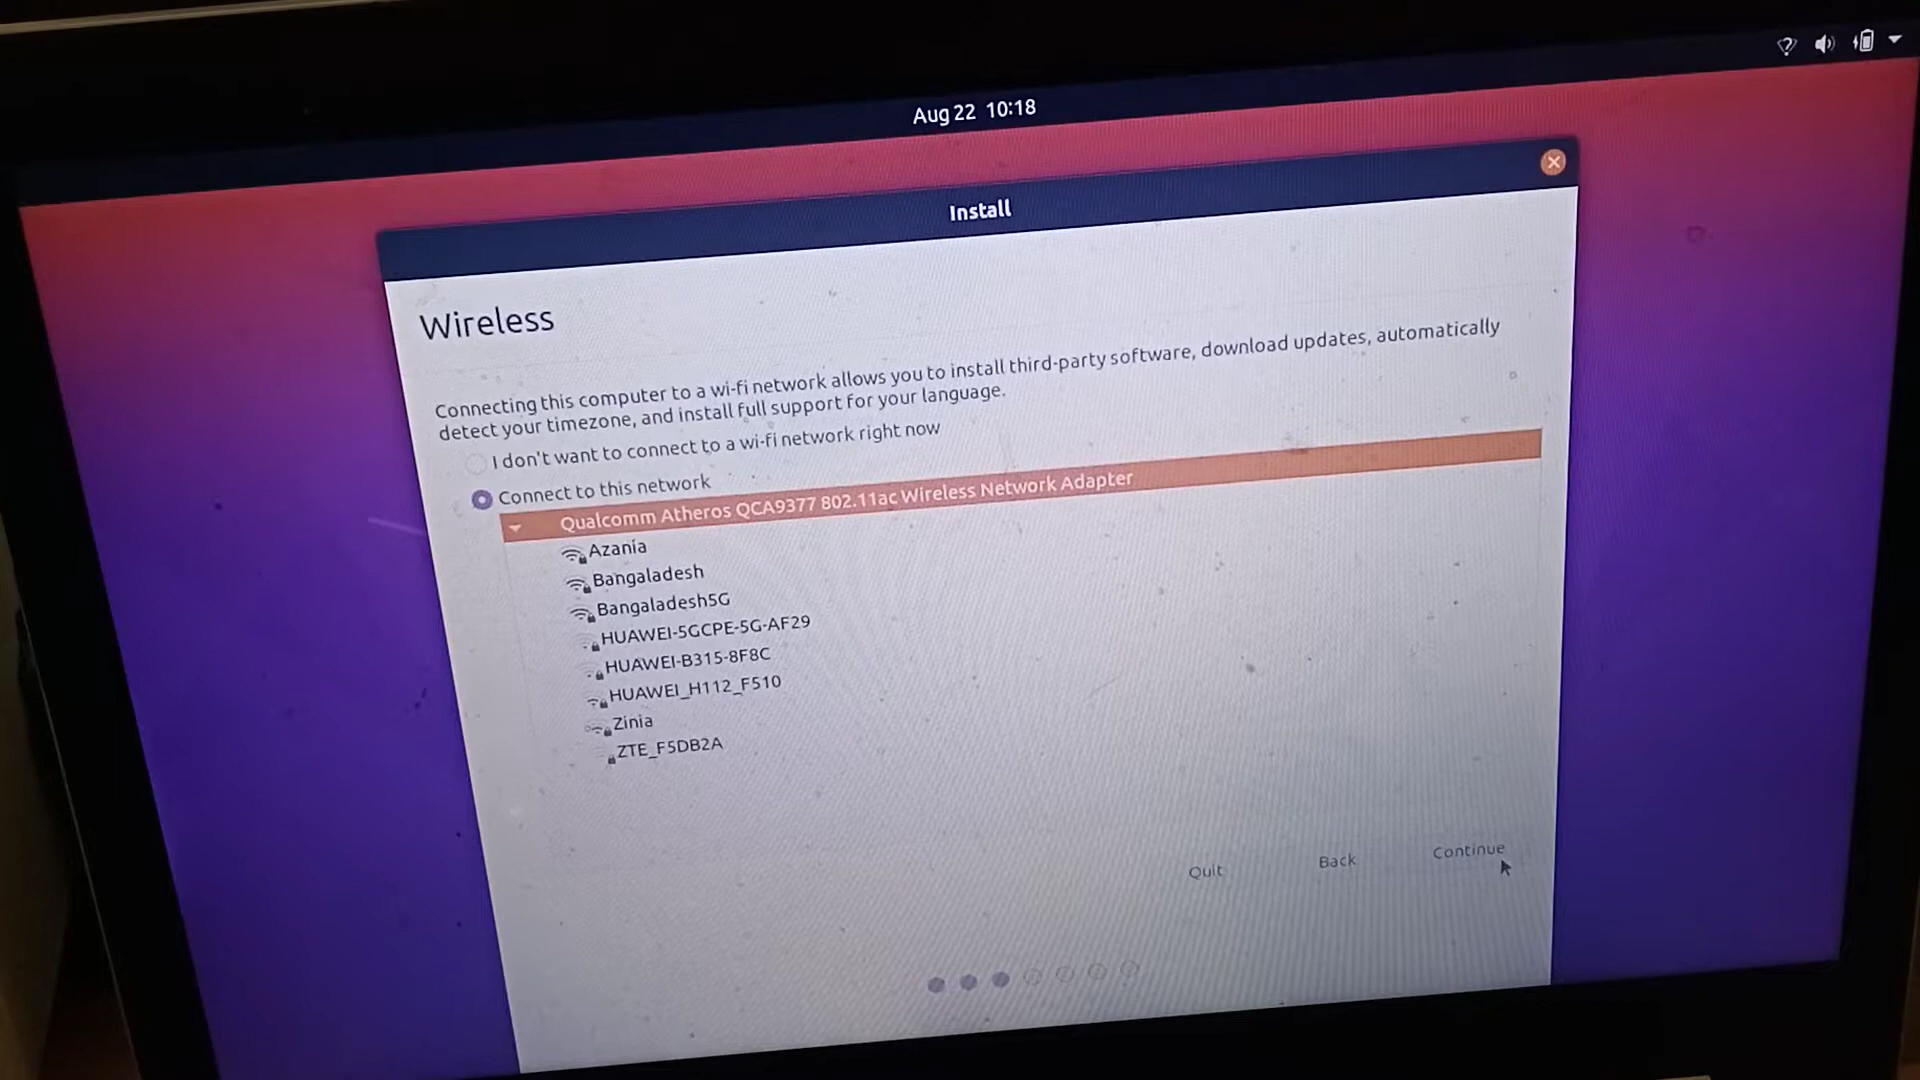 Aug 22 10:18
Install
Wireless
Connecting this computer to a wi-fi network allows you to install third-party software, download updates, automatically
detect your timezone, and install full support for your language.
I don't want to connect to a wi-fi network right now
Connect to this network
Qualcomm Atheros QCA9377 802.11ac Wireless Network Adapter
Azania
Bangaladesh
Bangaladesh5G
HUAWEI-5GCPE-5G-AF29
HUAWEI-B315-8F8C
HUAWEI_H112_F510
Zinia
ZTE_F5DB2A
Quit Back Continue